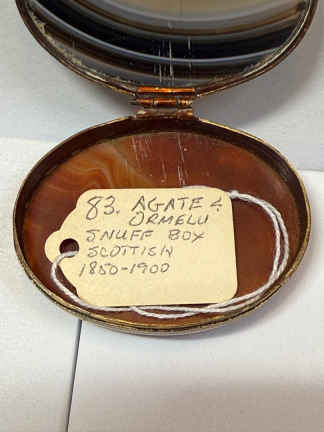 83. AGATE &
ORMELU
SNUFF BOX
SCOTTISH
1850-1900